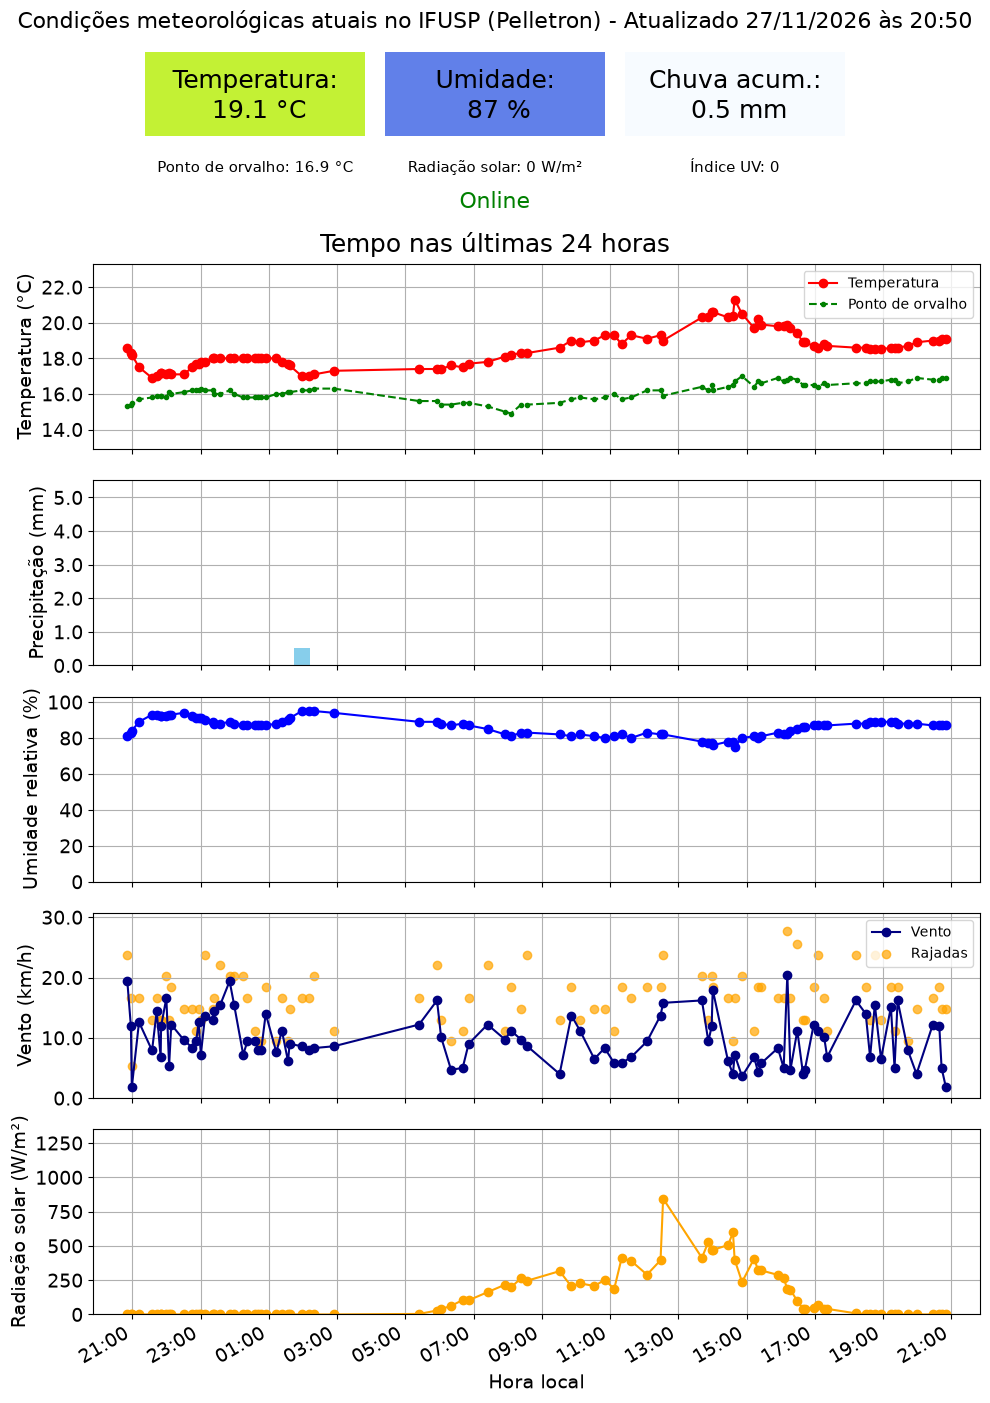 Condições meteorológicas atuais no IFUSP (Pelletron) - Atualizado 27/11/2026 às 20:50
Temperatura:
19.1 °C
Umidade:
87 %
Chuva acum.:
0.5 mm
Ponto de orvalho: 16.9 °C
Radiação solar: 0 W/m²
Índice UV: 0
Online
Tempo nas últimas 24 horas
Temperatura (°C)
22.0
20.0
18.0
16.0
14.0
Temperatura
Ponto de orvalho
Precipitação (mm)
5.0
4.0
3.0
2.0
1.0
0.0
Umidade relativa (%)
100
80
60
40
20
0
Vento (km/h)
30.0
20.0
10.0
0.0
Vento
Rajadas
Radiação solar (W/m²)
1250
1000
750
500
250
0
21:00 23:00 01:00 03:00 05:00 07:00 09:00 11:00 13:00 15:00 17:00 19:00 21:00
Hora local